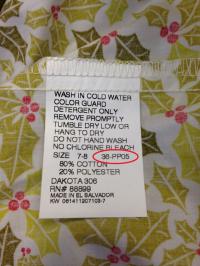 WASH IN COLD WATER
COLOR GUARD
DETERGENT ONLY
REMOVE PROMPTLY
TUMBLE DRY LOW OR
HANG TO DRY
DO NOT HAND WASH
NO CHLORINE BLEACH
SIZE 7-8 36-PP05
80% COTTON
20% POLYESTER
DAKOTA 306
RN# 88899
MADE IN EL SALVADOR
KW 081411207103-7